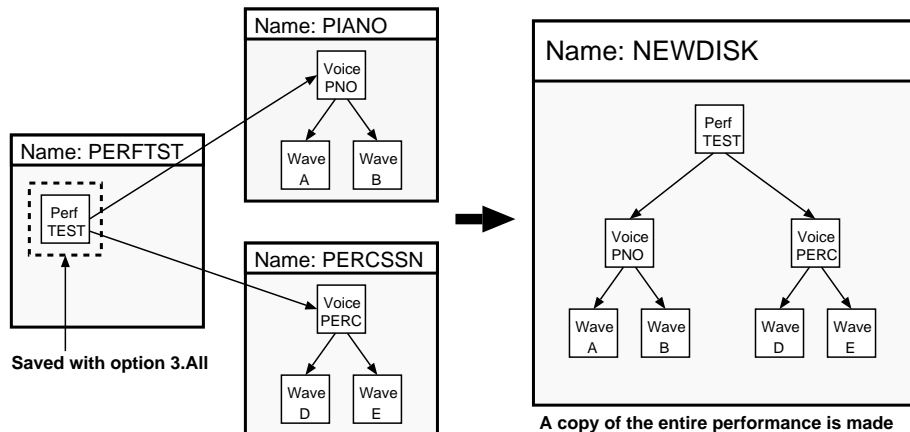 Name: PERFTST
Perf
TEST
Saved with option 3.All
Name: PIANO
Voice
PNO
Wave
A
Wave
B
Name: PERCSSN
Voice
PERC
Wave
D
Wave
E
Name: NEWDISK
Perf
TEST
Voice
PNO
Voice
PERC
Wave
A
Wave
B
Wave
D
Wave
E
A copy of the entire performance is made